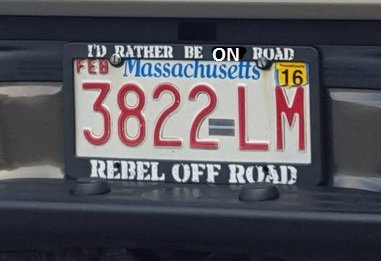 I'D RATHER BE ON ROAD
FEB Massachusetts 16
3822 LM
REBEL OFF ROAD